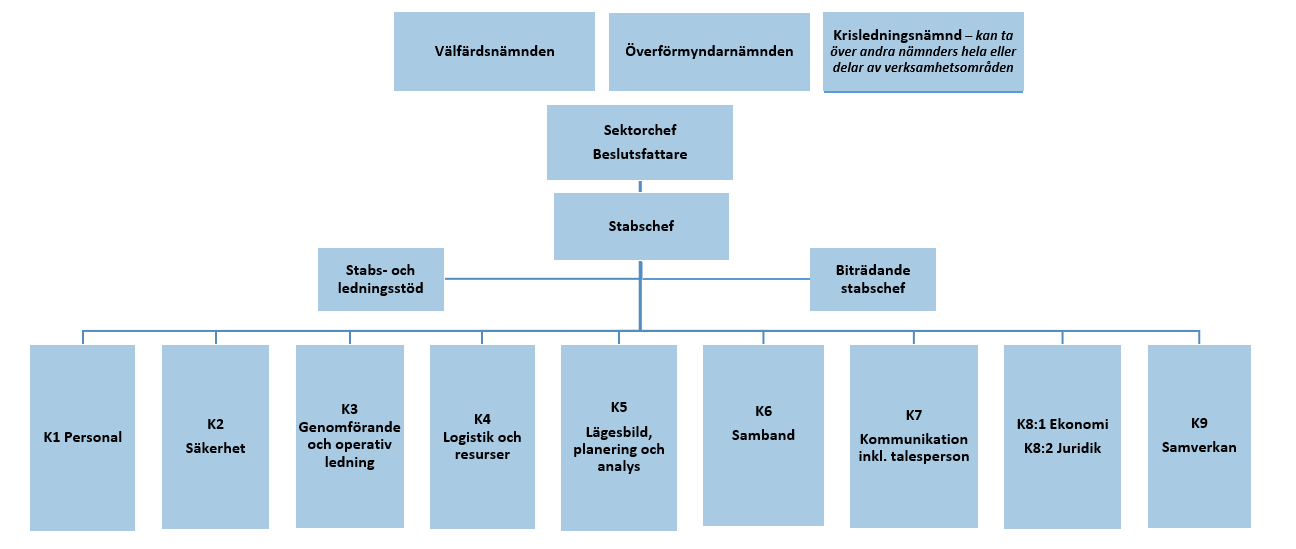 Välfärdsnämnden
Överförmyndarnämnden
Krisledningsnämnd – kan ta
över andra nämnders hela eller
delar av verksamhetsområden
Sektorchef
Beslutsfattare
Stabschef
Stabs- och
ledningsstöd
Biträdande
stabschef
K1 Personal
K2
Säkerhet
K3
Genomförande
och operativ
ledning
K4
Logistik och
resurser
K5
Lägesbild,
planering och
analys
K6
Samband
K7
Kommunikation
inkl. talesperson
K8:1 Ekonomi
K8:2 Juridik
K9
Samverkan